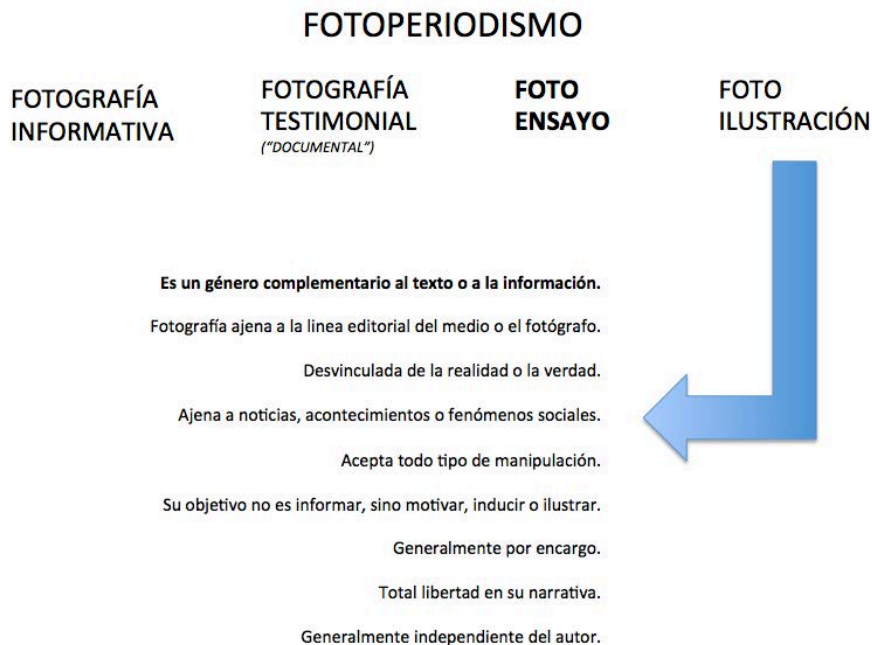 FOTOPERIODISMO
FOTOGRAFÍA
INFORMATIVA
FOTOGRAFÍA
TESTIMONIAL
("DOCUMENTAL")
FOTO
ENSAYO
FOTO
ILUSTRACIÓN
Es un género complementario al texto o a la información.
Fotografía ajena a la linea editorial del medio o el fotógrafo.
Desvinculada de la realidad o la verdad.
Ajena a noticias, acontecimientos o fenómenos sociales.
Acepta todo tipo de manipulación.
Su objetivo no es informar, sino motivar, inducir o ilustrar.
Generalmente por encargo.
Total libertad en su narrativa.
Generalmente independiente del autor.